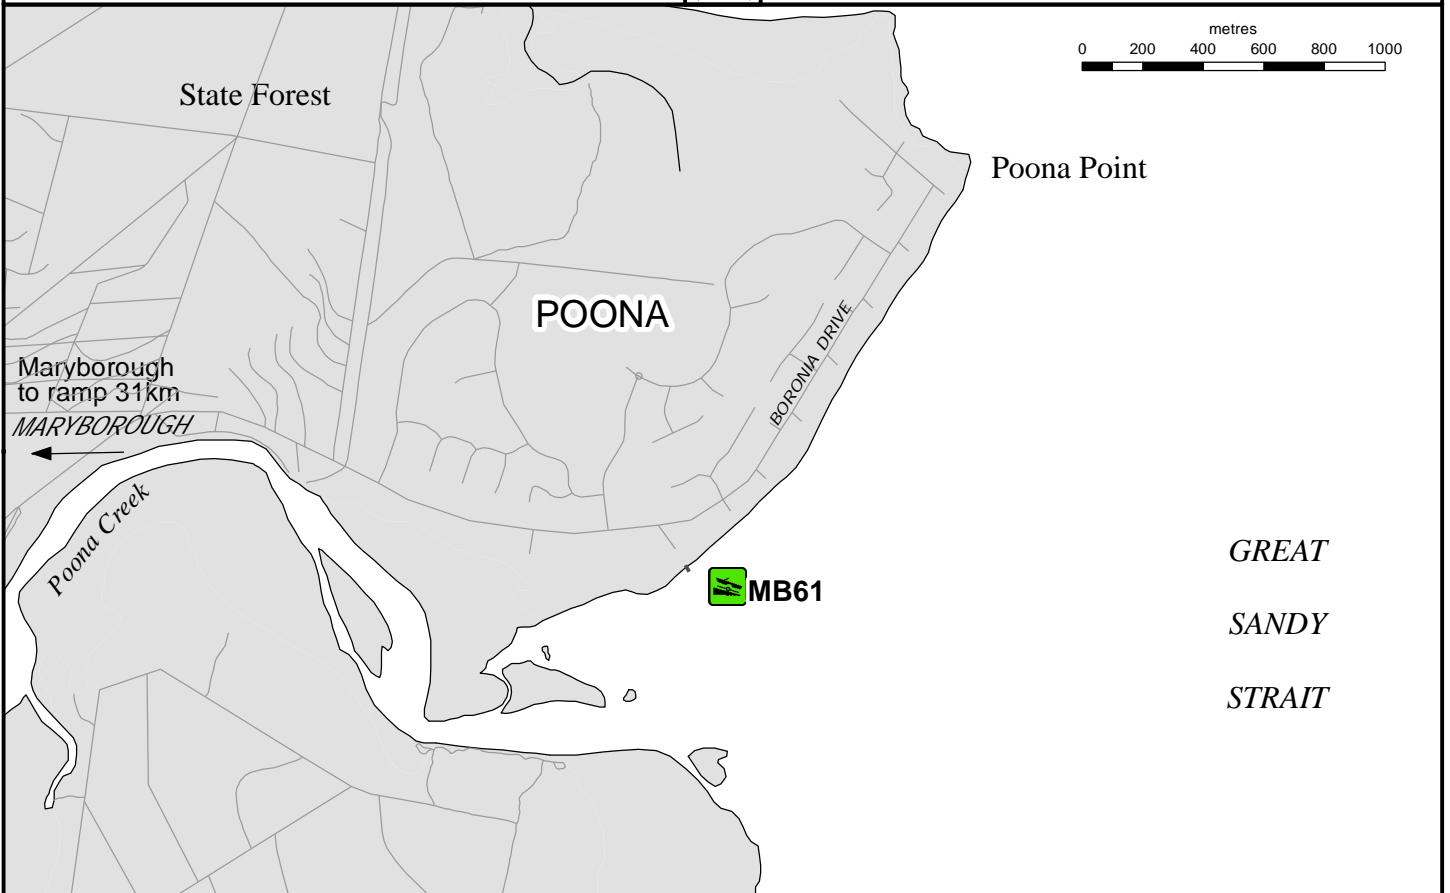 metres
0 200 400 600 800 1000
State Forest
Poona Point
POONA
BORONIA DRIVE
Maryborough
to ramp 31km
MARYBOROUGH
Poona Creek
MB61
GREAT
SANDY
STRAIT